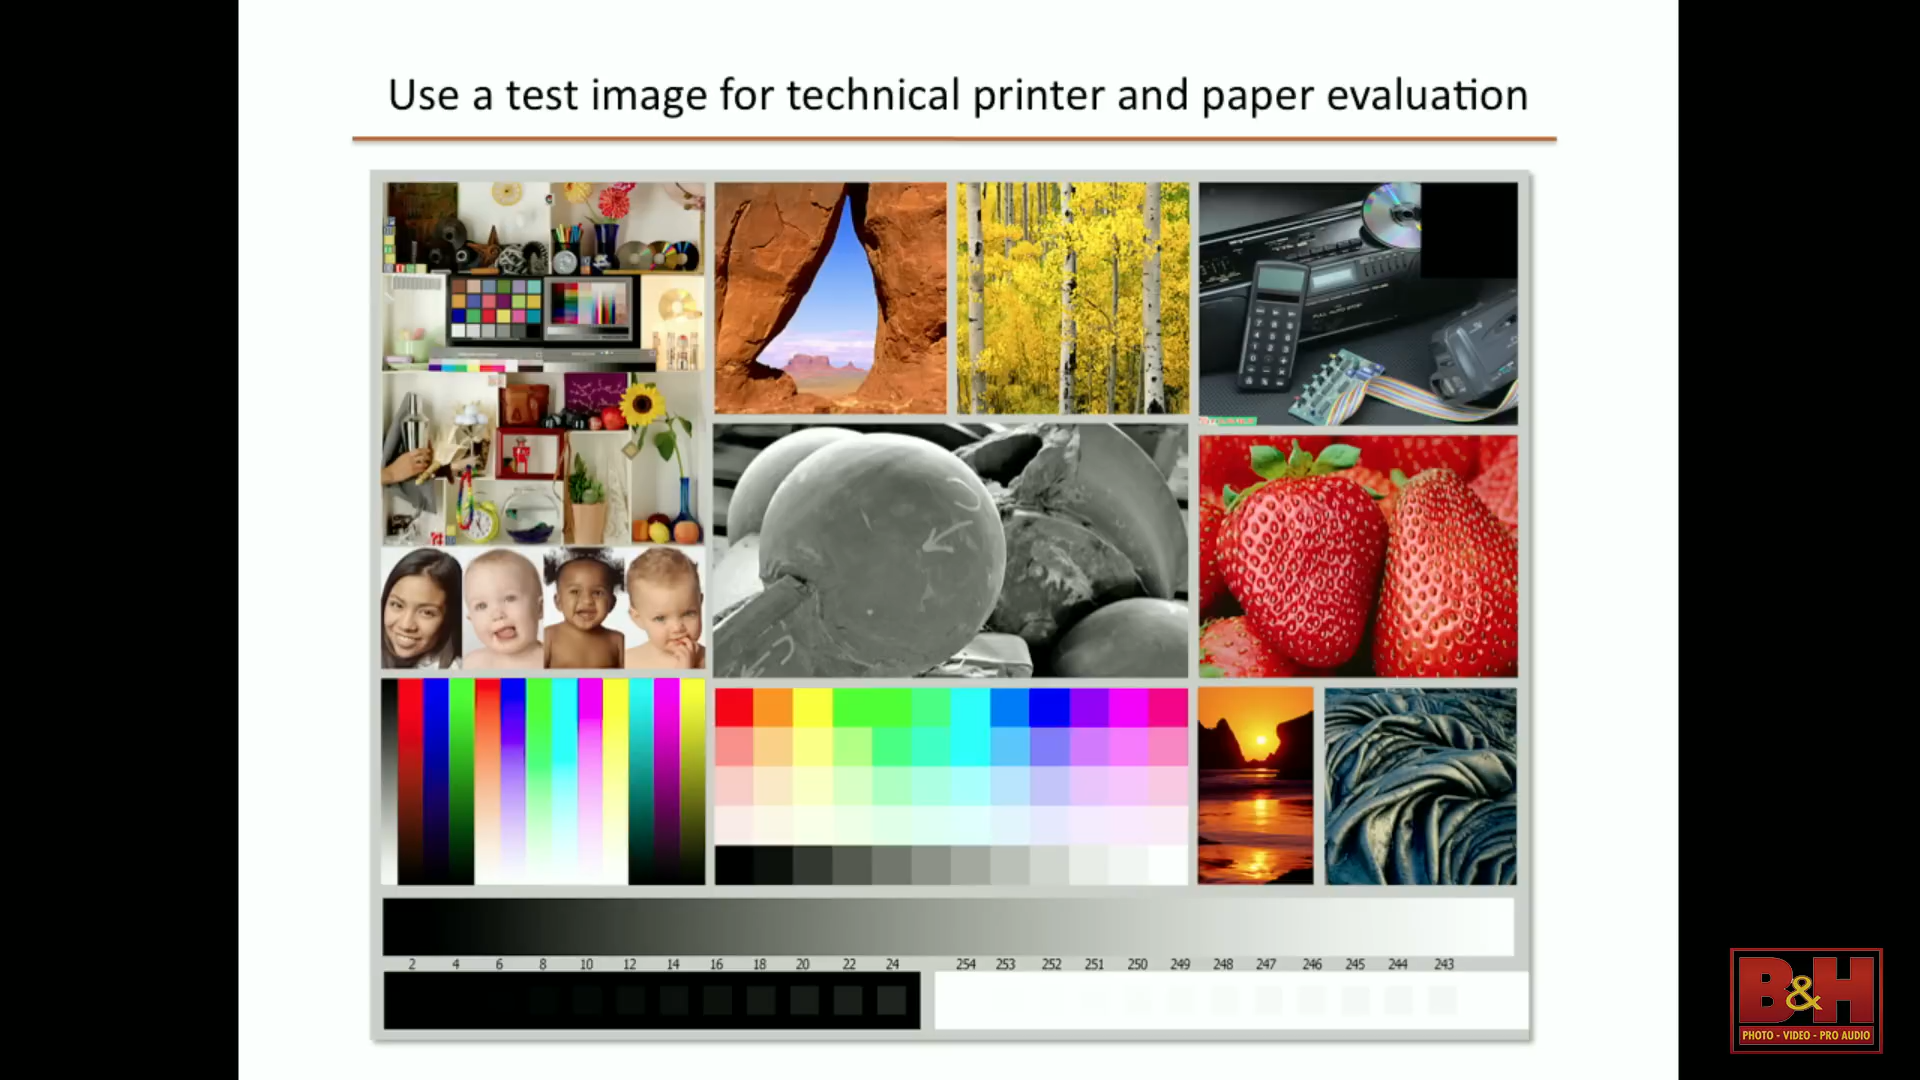 Use a test image for technical printer and paper evaluation
2 4 6 8 10 12 14 16 18 20 22 24 254 253 252 251 250 249 248 247 246 245 244 243
B&H
PHOTO - VIDEO - PRO AUDIO